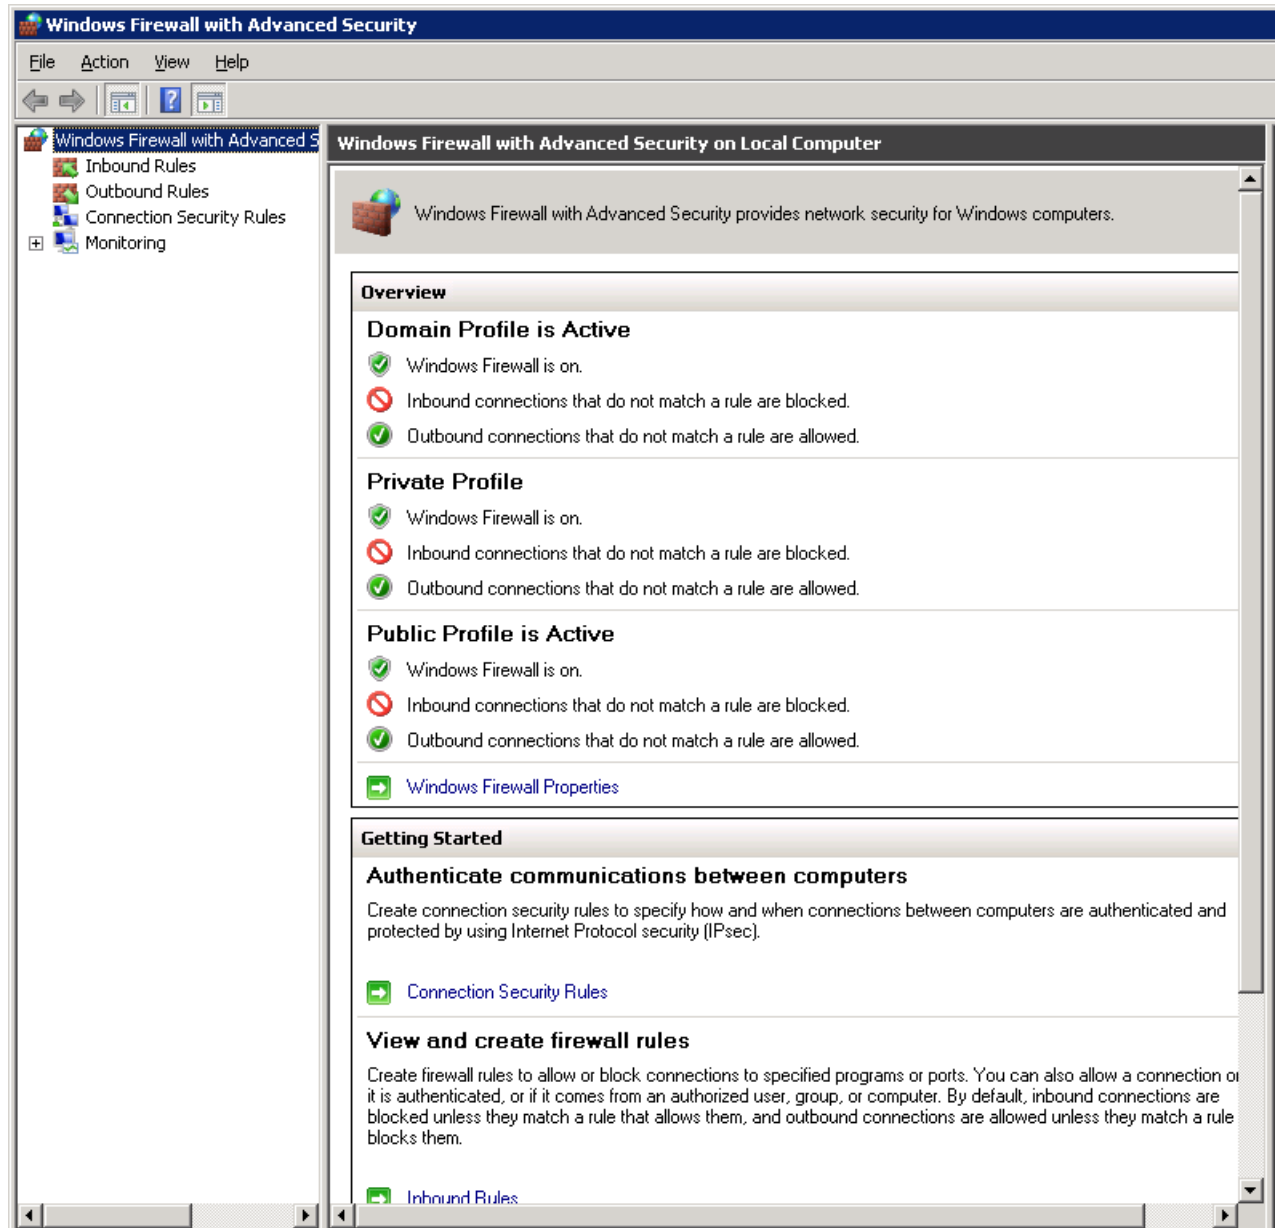 Windows Firewall with Advanced Security
File Action View Help
Windows Firewall with Advanced S
Inbound Rules
Outbound Rules
Connection Security Rules
Monitoring
Windows Firewall with Advanced Security on Local Computer
Windows Firewall with Advanced Security provides network security for Windows computers.
Overview
Domain Profile is Active
Windows Firewall is on.
Inbound connections that do not match a rule are blocked.
Outbound connections that do not match a rule are allowed.
Private Profile
Windows Firewall is on.
Inbound connections that do not match a rule are blocked.
Outbound connections that do not match a rule are allowed.
Public Profile is Active
Windows Firewall is on.
Inbound connections that do not match a rule are blocked.
Outbound connections that do not match a rule are allowed.
Windows Firewall Properties
Getting Started
Authenticate communications between computers
Create connection security rules to specify how and when connections between computers are authenticated and
protected by using Internet Protocol security (IPsec).
Connection Security Rules
View and create firewall rules
Create firewall rules to allow or block connections to specified programs or ports. You can also allow a connection o
it is authenticated, or if it comes from an authorized user, group, or computer. By default, inbound connections are
blocked unless they match a rule that allows them, and outbound connections are allowed unless they match a rule
blocks them.
Inbound Rules